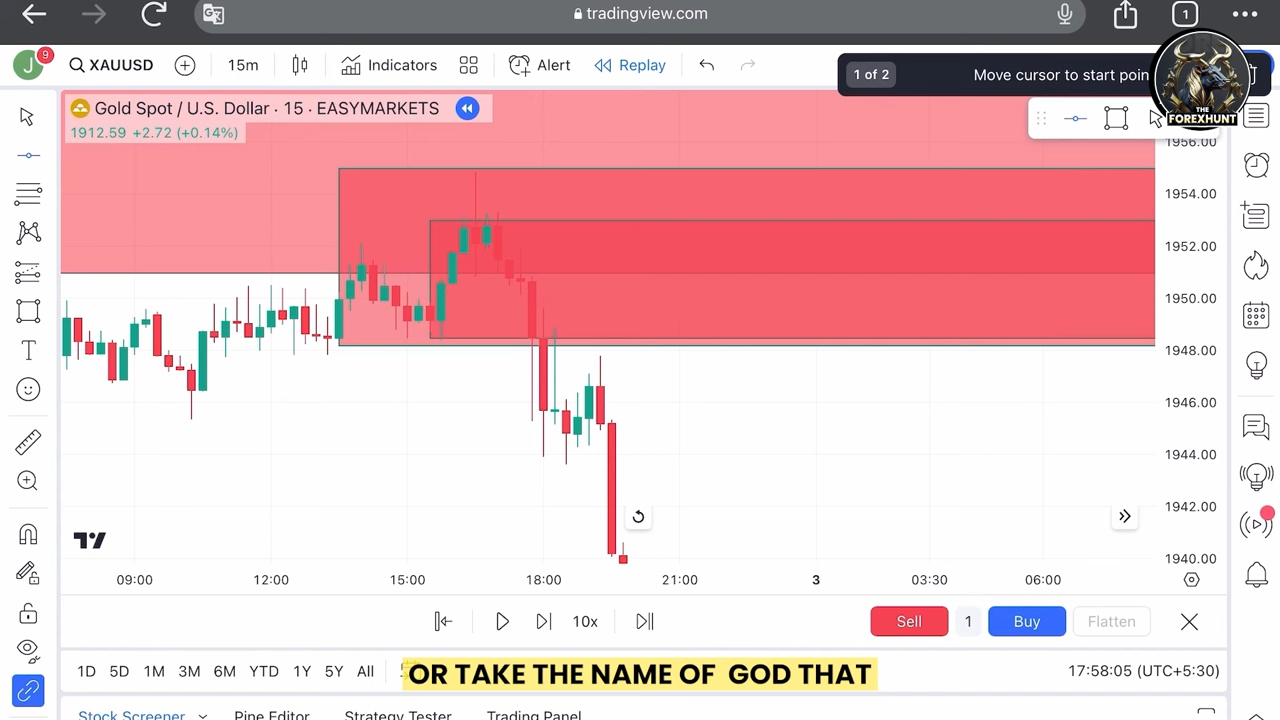 tradingview.com
1
J
9
XAUUSD
15m
Indicators
Alert
Replay
1 of 2
Move cursor to start poin
THE
FOREXHUNT
Gold Spot / U.S. Dollar · 15 · EASYMARKETS
1912.59 +2.72 (+0.14%)
1956.00
1954.00
1952.00
1950.00
1948.00
1946.00
1944.00
1942.00
1940.00
09:00
12:00
15:00
18:00
21:00
3
03:30
06:00
10x
Sell
1
Buy
Flatten
1D 5D 1M 3M 6M YTD 1Y 5Y All
OR TAKE THE NAME OF GOD THAT
17:58:05 (UTC+5:30)
Stock Screener
Pine Editor
Strategy Tester
Trading Panel